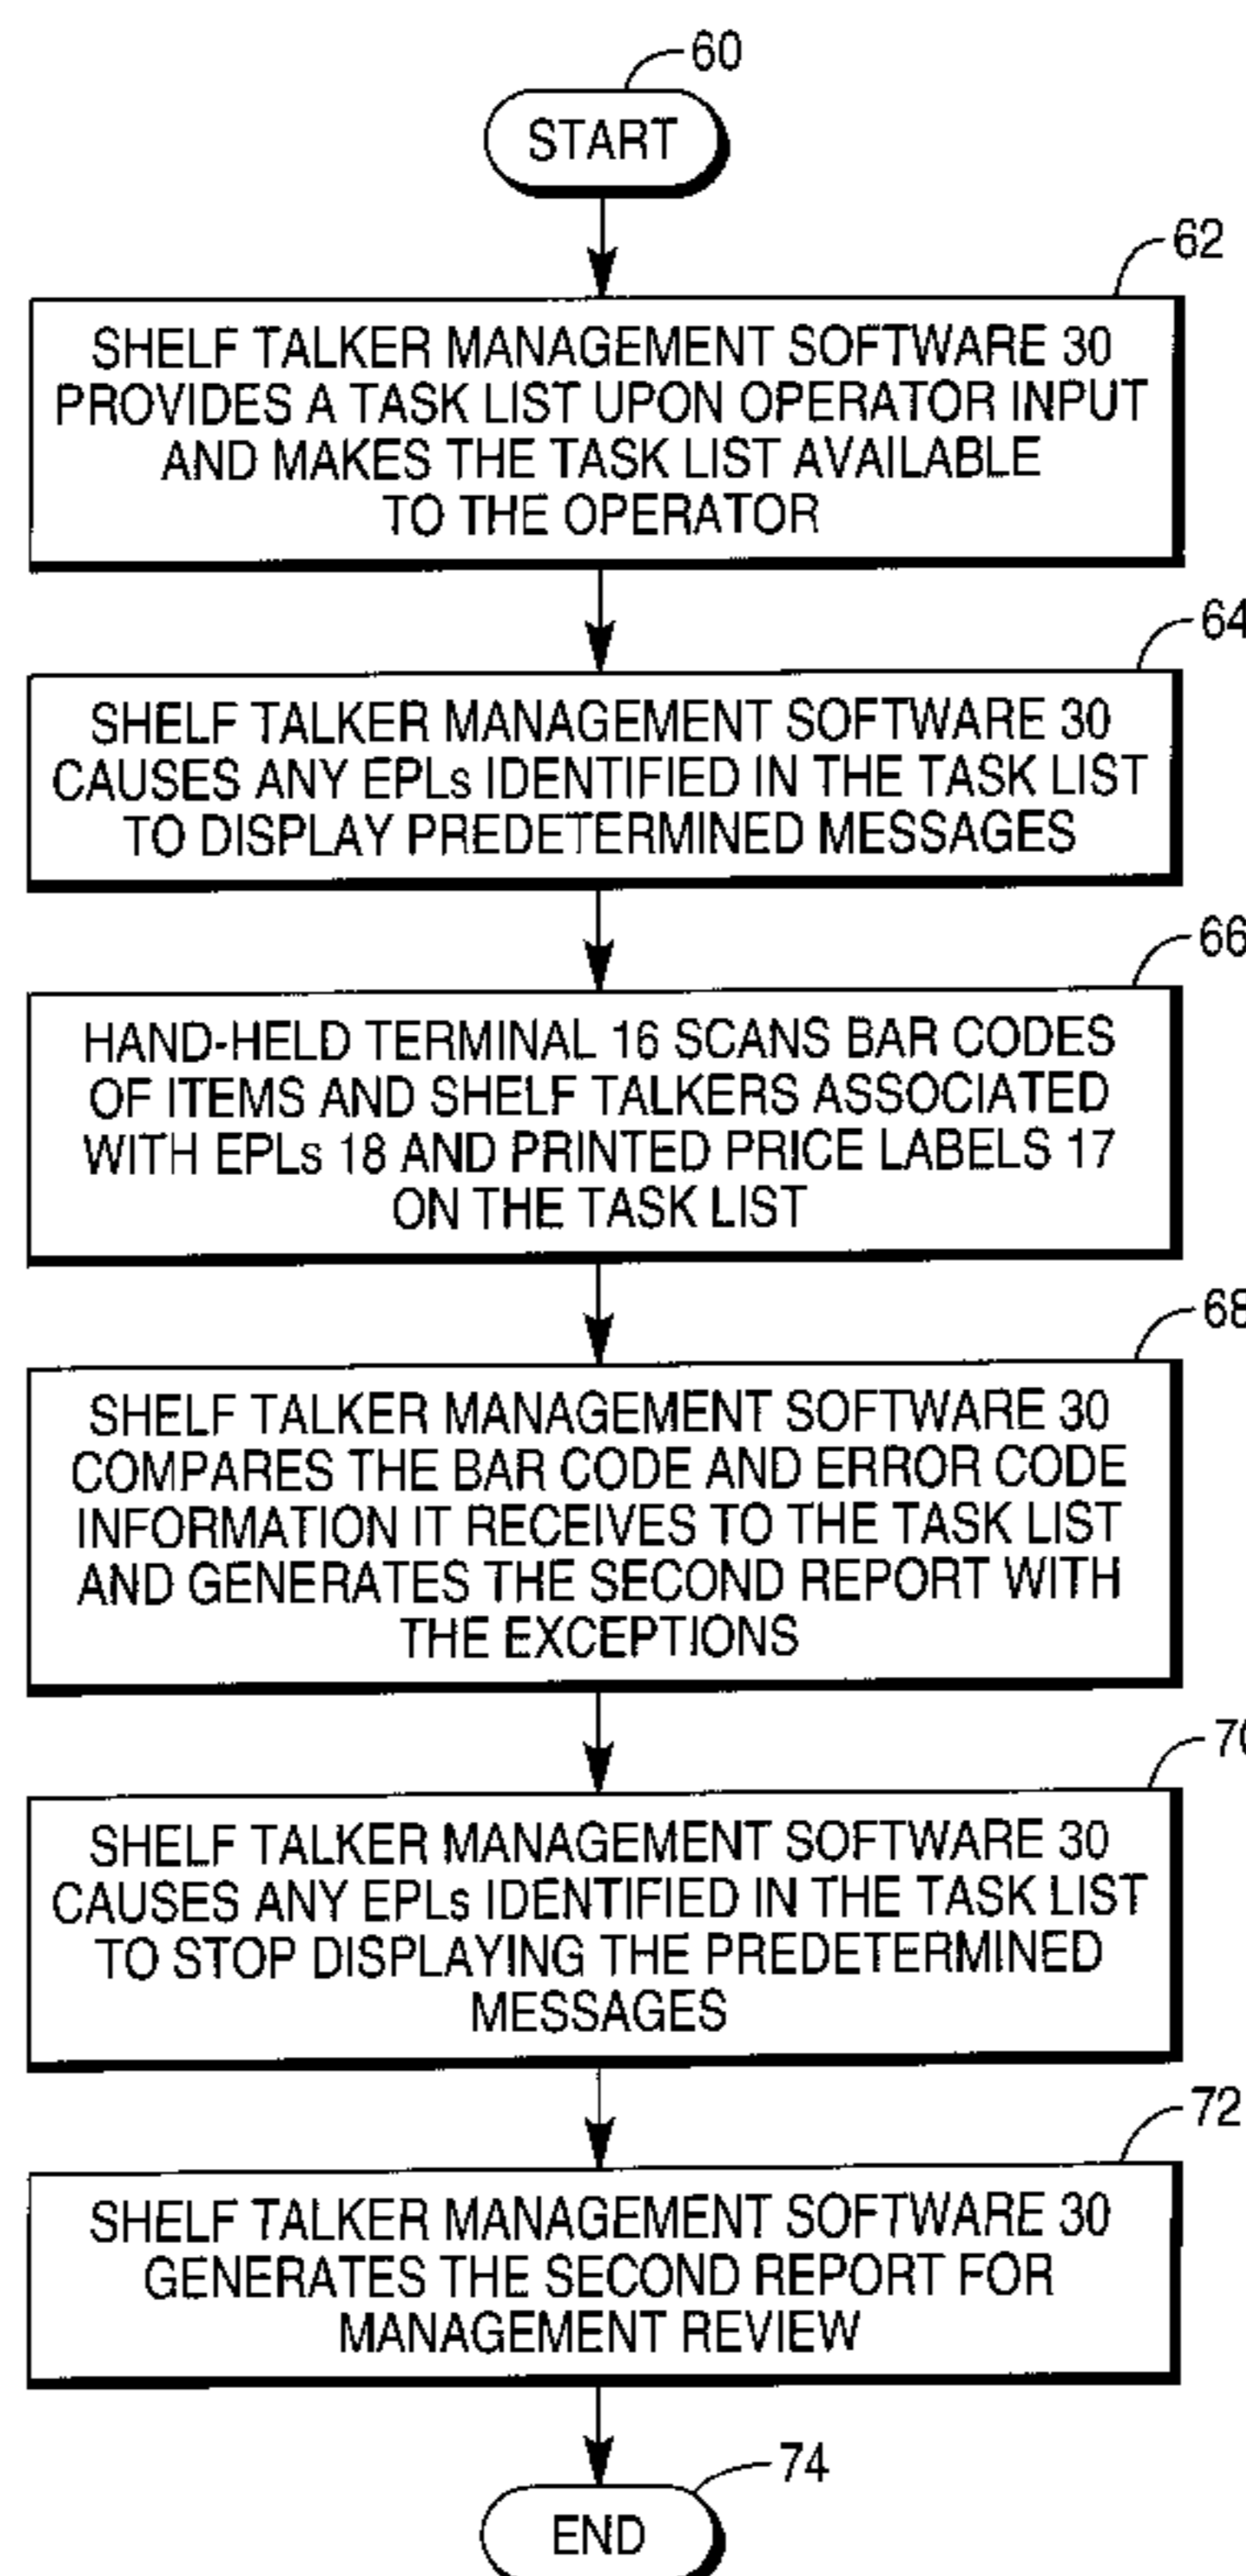 60
START
62
SHELF TALKER MANAGEMENT SOFTWARE 30
PROVIDES A TASK LIST UPON OPERATOR INPUT
AND MAKES THE TASK LIST AVAILABLE
TO THE OPERATOR
64
SHELF TALKER MANAGEMENT SOFTWARE 30
CAUSES ANY EPLs IDENTIFIED IN THE TASK LIST
TO DISPLAY PREDETERMINED MESSAGES
66
HAND-HELD TERMINAL 16 SCANS BAR CODES
OF ITEMS AND SHELF TALKERS ASSOCIATED
WITH EPLs 18 AND PRINTED PRICE LABELS 17
ON THE TASK LIST
68
SHELF TALKER MANAGEMENT SOFTWARE 30
COMPARES THE BAR CODE AND ERROR CODE
INFORMATION IT RECEIVES TO THE TASK LIST
AND GENERATES THE SECOND REPORT WITH
THE EXCEPTIONS
70
SHELF TALKER MANAGEMENT SOFTWARE 30
CAUSES ANY EPLs IDENTIFIED IN THE TASK LIST
TO STOP DISPLAYING THE PREDETERMINED
MESSAGES
72
SHELF TALKER MANAGEMENT SOFTWARE 30
GENERATES THE SECOND REPORT FOR
MANAGEMENT REVIEW
74
END